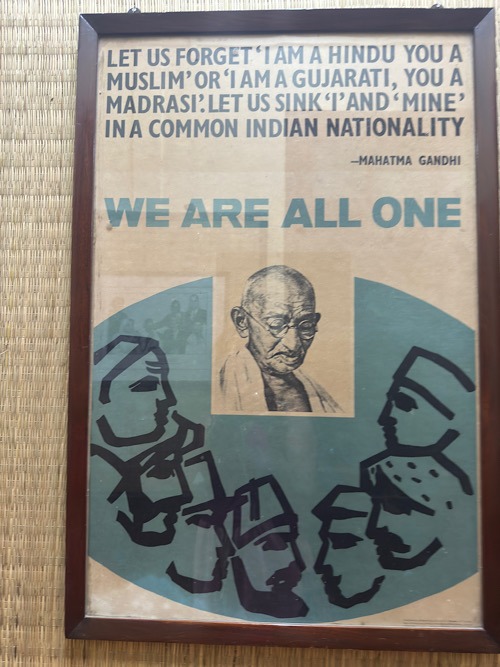 LET US FORGET ‘I AM A HINDU YOU A
MUSLIM’ OR ‘I AM A GUJARATI, YOU A
MADRASI’. LET US SINK ‘I’ AND ‘MINE’
IN A COMMON INDIAN NATIONALITY
—MAHATMA GANDHI
WE ARE ALL ONE